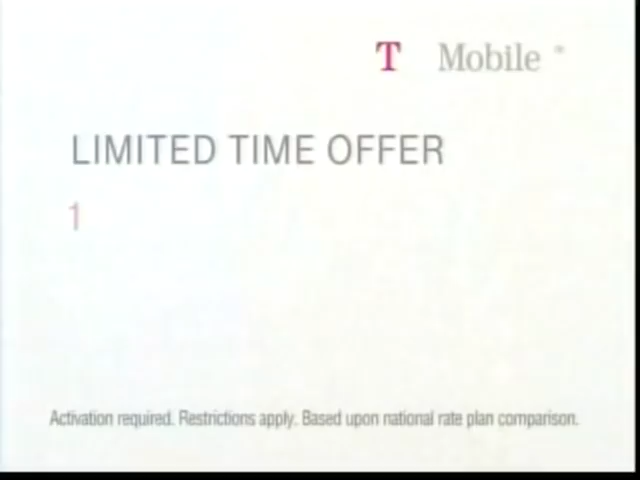 T Mobile
LIMITED TIME OFFER
1
Activation required. Restrictions apply. Based upon national rate plan comparison.